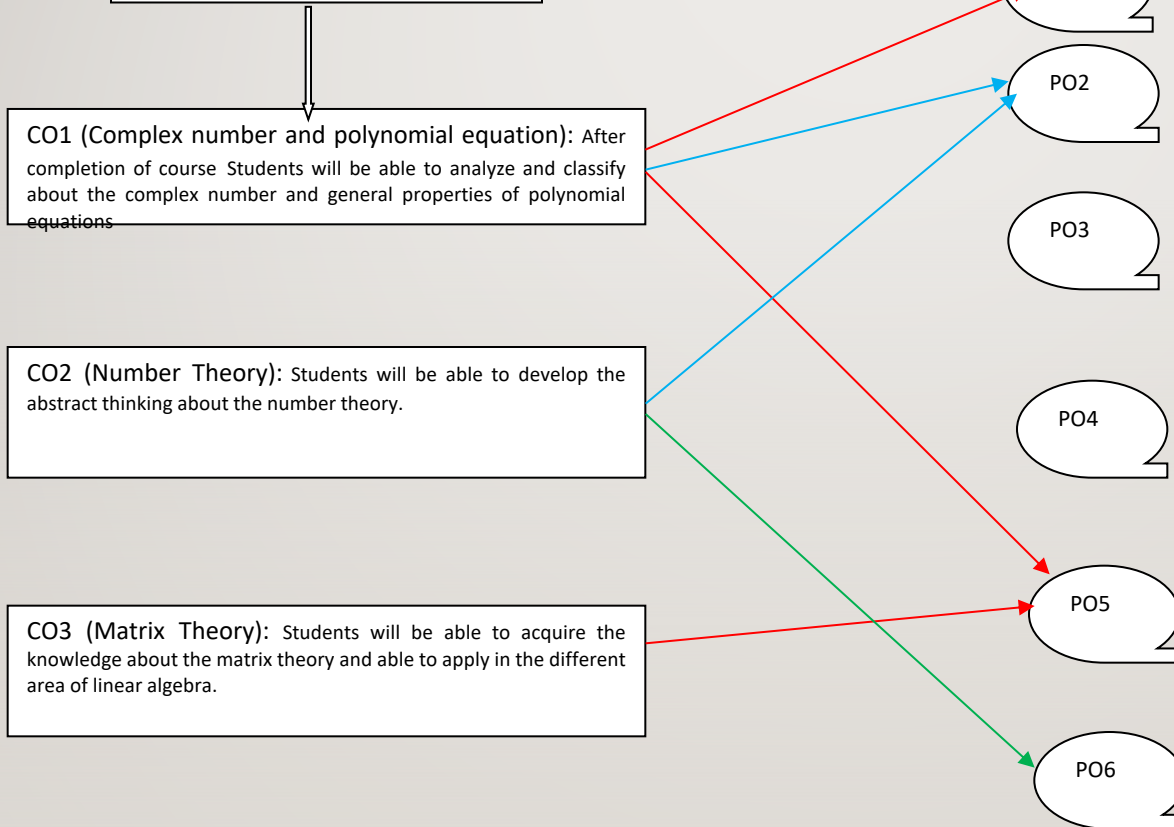 PO2
CO1 (Complex number and polynomial equation): After
completion of course Students will be able to analyze and classify
about the complex number and general properties of polynomial
equations
PO3
CO2 (Number Theory): Students will be able to develop the
abstract thinking about the number theory.
PO4
PO5
CO3 (Matrix Theory): Students will be able to acquire the
knowledge about the matrix theory and able to apply in the different
area of linear algebra.
PO6